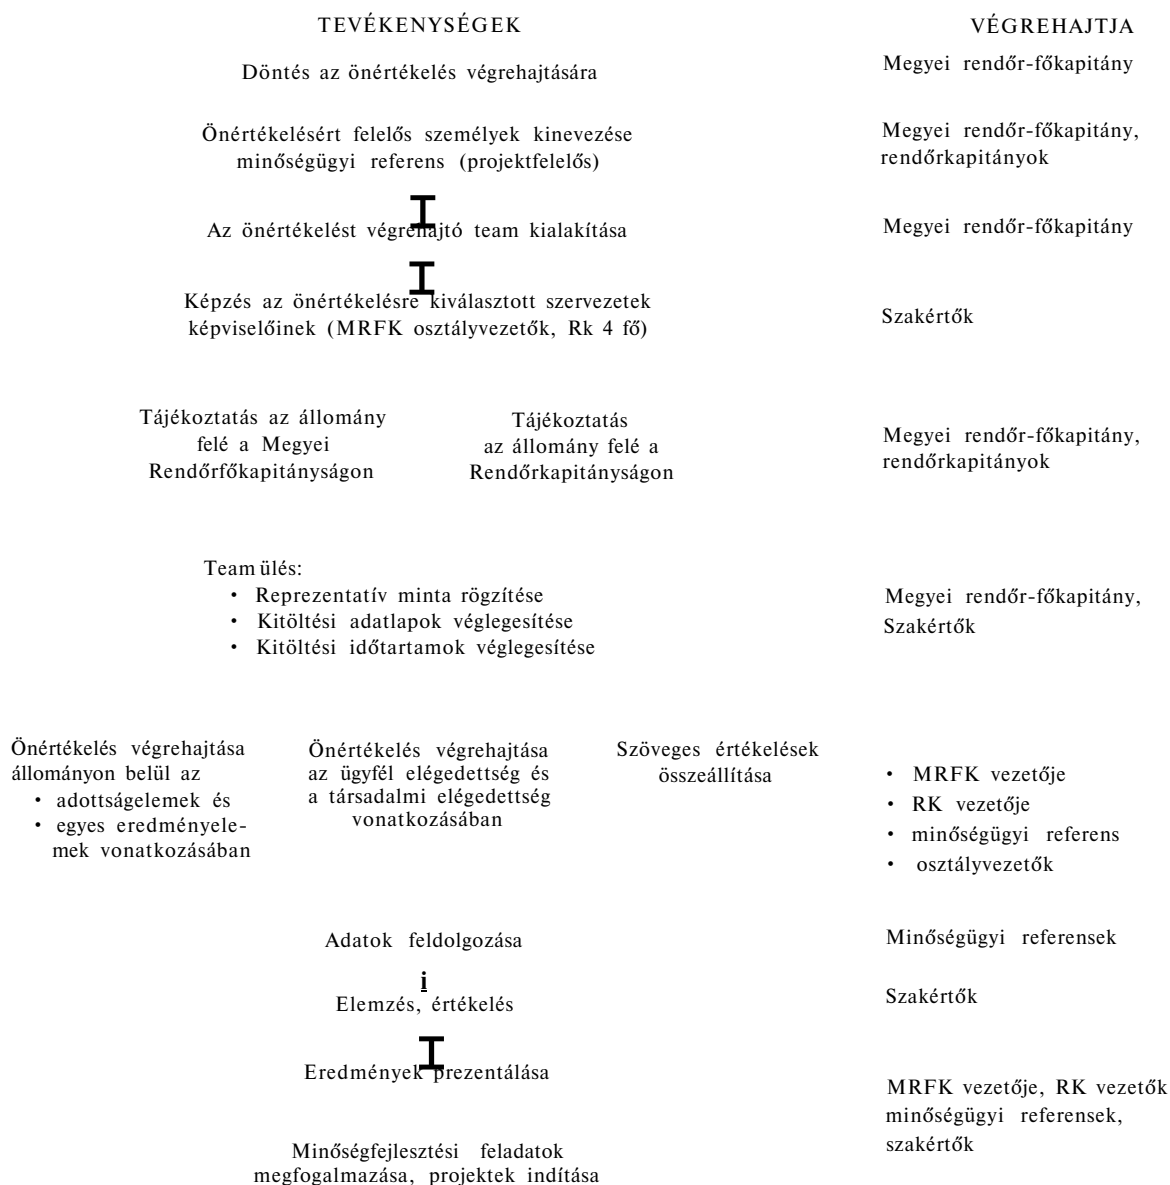 TEVÉKENYSÉGEK
VÉGREHAJTJA
Döntés az önértékelés végrehajtására
Megyei rendőr-főkapitány
Önértékelésért felelős személyek kinevezése
minőségügyi referens (projektfelelős)
Megyei rendőr-főkapitány,
rendőrkapitányok
I
Az önértékelést végrehajtó team kialakítása
Megyei rendőr-főkapitány
I
Képzés az önértékelésre kiválasztott szervezetek
képviselőinek (MRFK osztályvezetők, Rk 4 fő)
Szakértők
Tájékoztatás az állomány
felé a Megyei
Rendőrfőkapitányságon
Tájékoztatás
az állomány felé a
Rendőrkapitányságon
Megyei rendőr-főkapitány,
rendőrkapitányok
Team ülés:
• Reprezentatív minta rögzítése
• Kitöltési adatlapok véglegesítése
• Kitöltési időtartamok véglegesítése
Megyei rendőr-főkapitány,
Szakértők
Önértékelés végrehajtása
állományon belül az
• adottságelemek és
• egyes eredményele-
mek vonatkozásában
Önértékelés végrehajtása
az ügyfél elégedettség és
a társadalmi elégedettség
vonatkozásában
Szöveges értékelések
összeállítása
• MRFK vezetője
• RK vezetője
• minőségügyi referens
• osztályvezetők
Adatok feldolgozása
Minőségügyi referensek
i
Elemzés, értékelés
Szakértők
I
Eredmények prezentálása
MRFK vezetője, RK vezetők
minőségügyi referensek,
szakértők
Minőségfejlesztési feladatok
megfogalmazása, projektek indítása